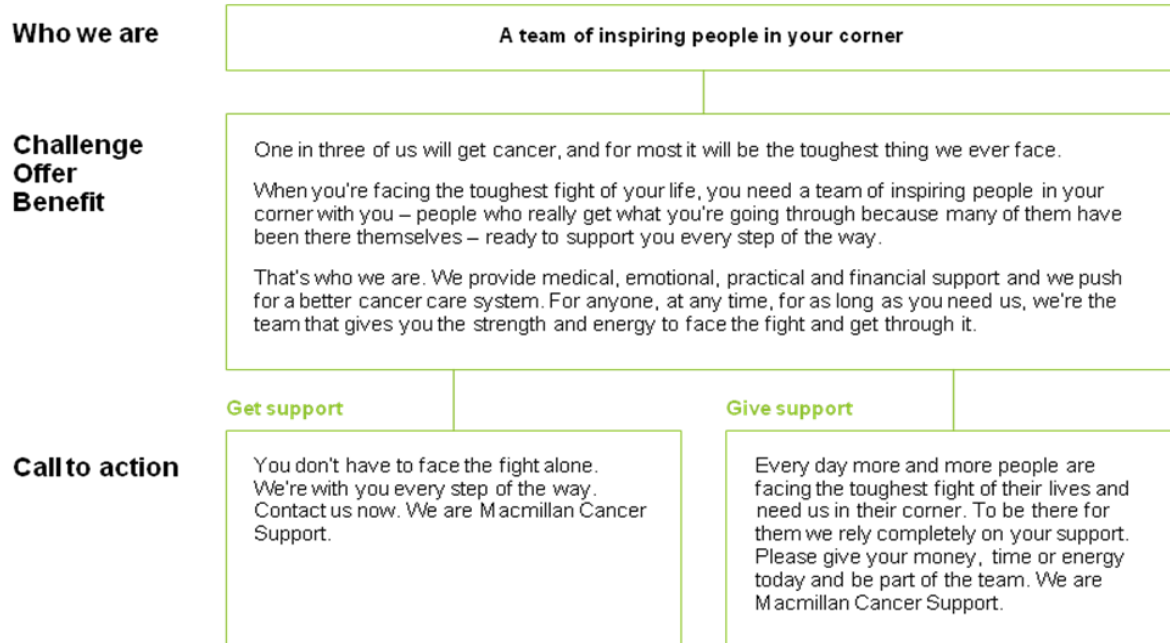 Who we are
A team of inspiring people in your corner
Challenge
Offer
Benefit
One in three of us will get cancer, and for most it will be the toughest thing we ever face.
When you're facing the toughest fight of your life, you need a team of inspiring people in your
corner with you – people who really get what you're going through because many of them have
been there themselves – ready to support you every step of the way.
That's who we are. We provide medical, emotional, practical and financial support and we push
for a better cancer care system. For anyone, at any time, for as long as you need us, we're the
team that gives you the strength and energy to face the fight and get through it.
Call to action
Get support
You don't have to face the fight alone.
We're with you every step of the way.
Contact us now. We are Macmillan Cancer
Support.
Give support
Every day more and more people are
facing the toughest fight of their lives and
need us in their corner. To be there for
them we rely completely on your support.
Please give your money, time or energy
today and be part of the team. We are
Macmillan Cancer Support.